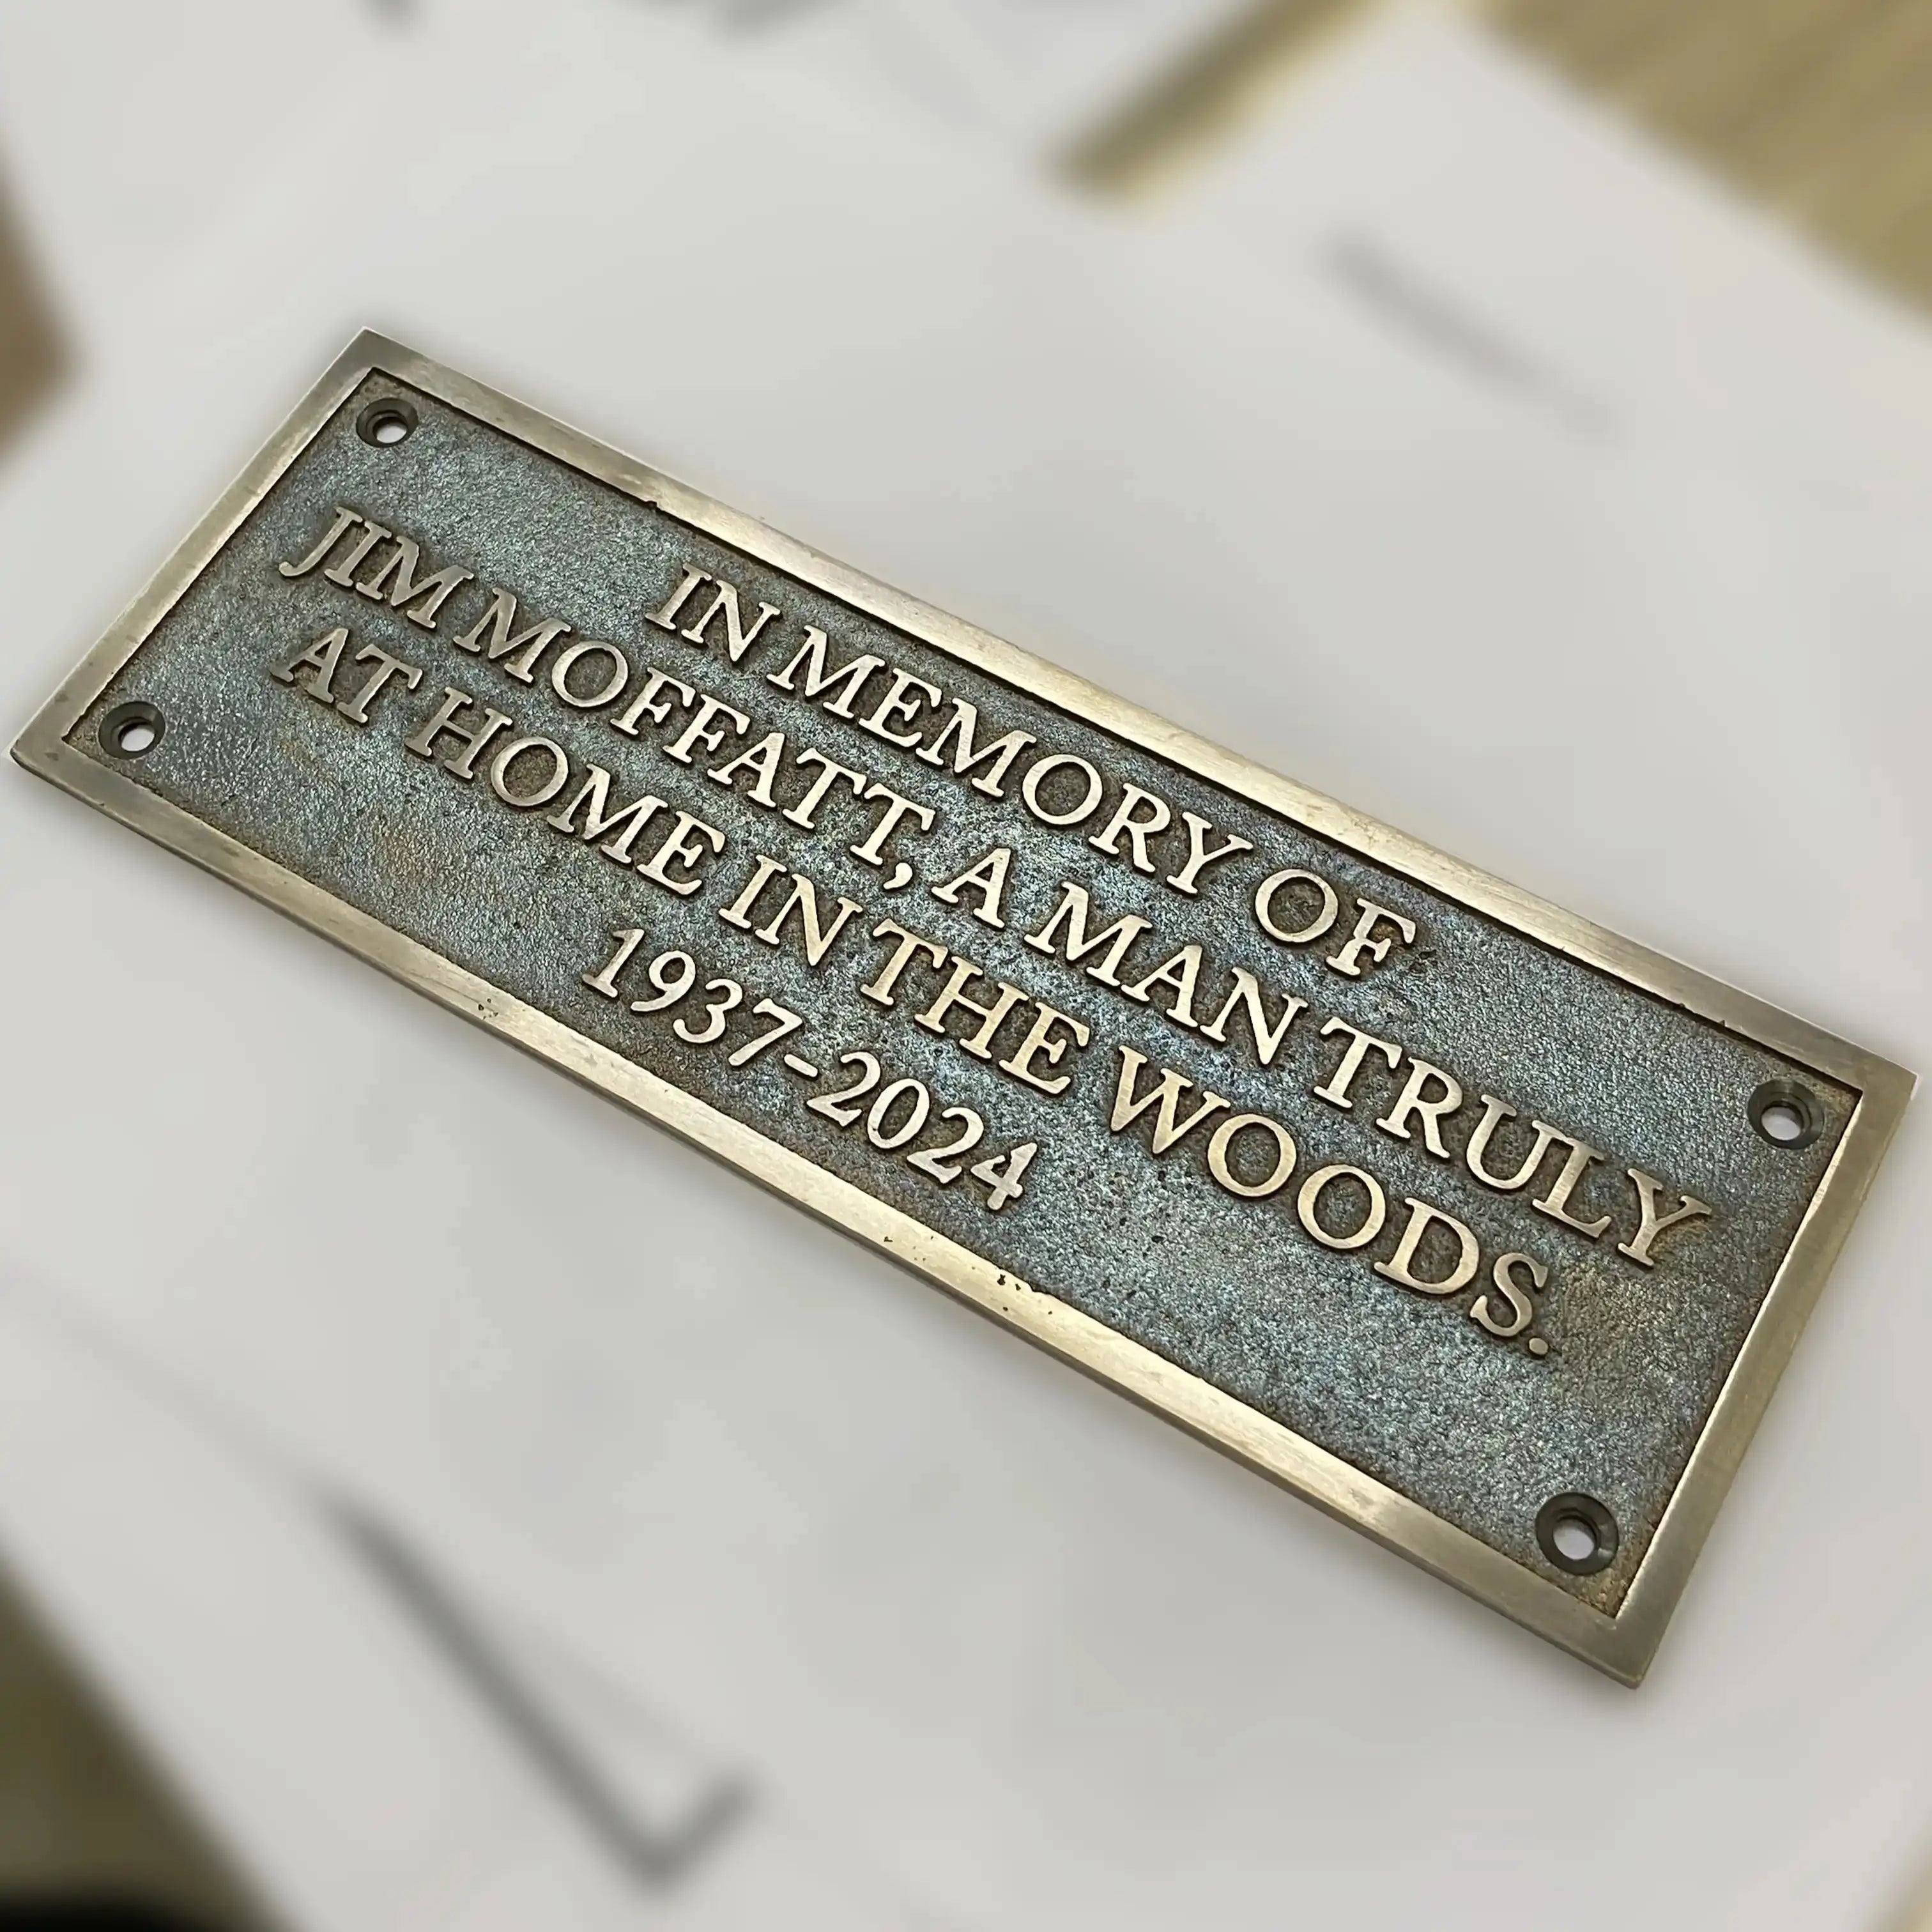 IN MEMORY OF
JIM MOFFATT, A MAN TRULY
AT HOME IN THE WOODS.
1937-2024